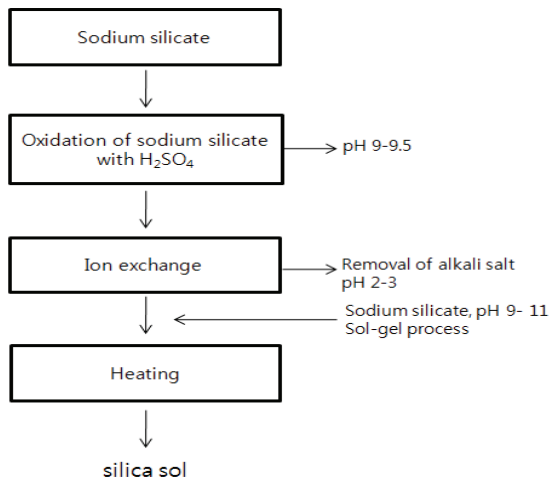 Sodium silicate
Oxidation of sodium silicate
with H₂SO₄
pH 9-9.5
Ion exchange
Removal of alkali salt
pH 2-3
Sodium silicate, pH 9- 11
Sol-gel process
Heating
silica sol